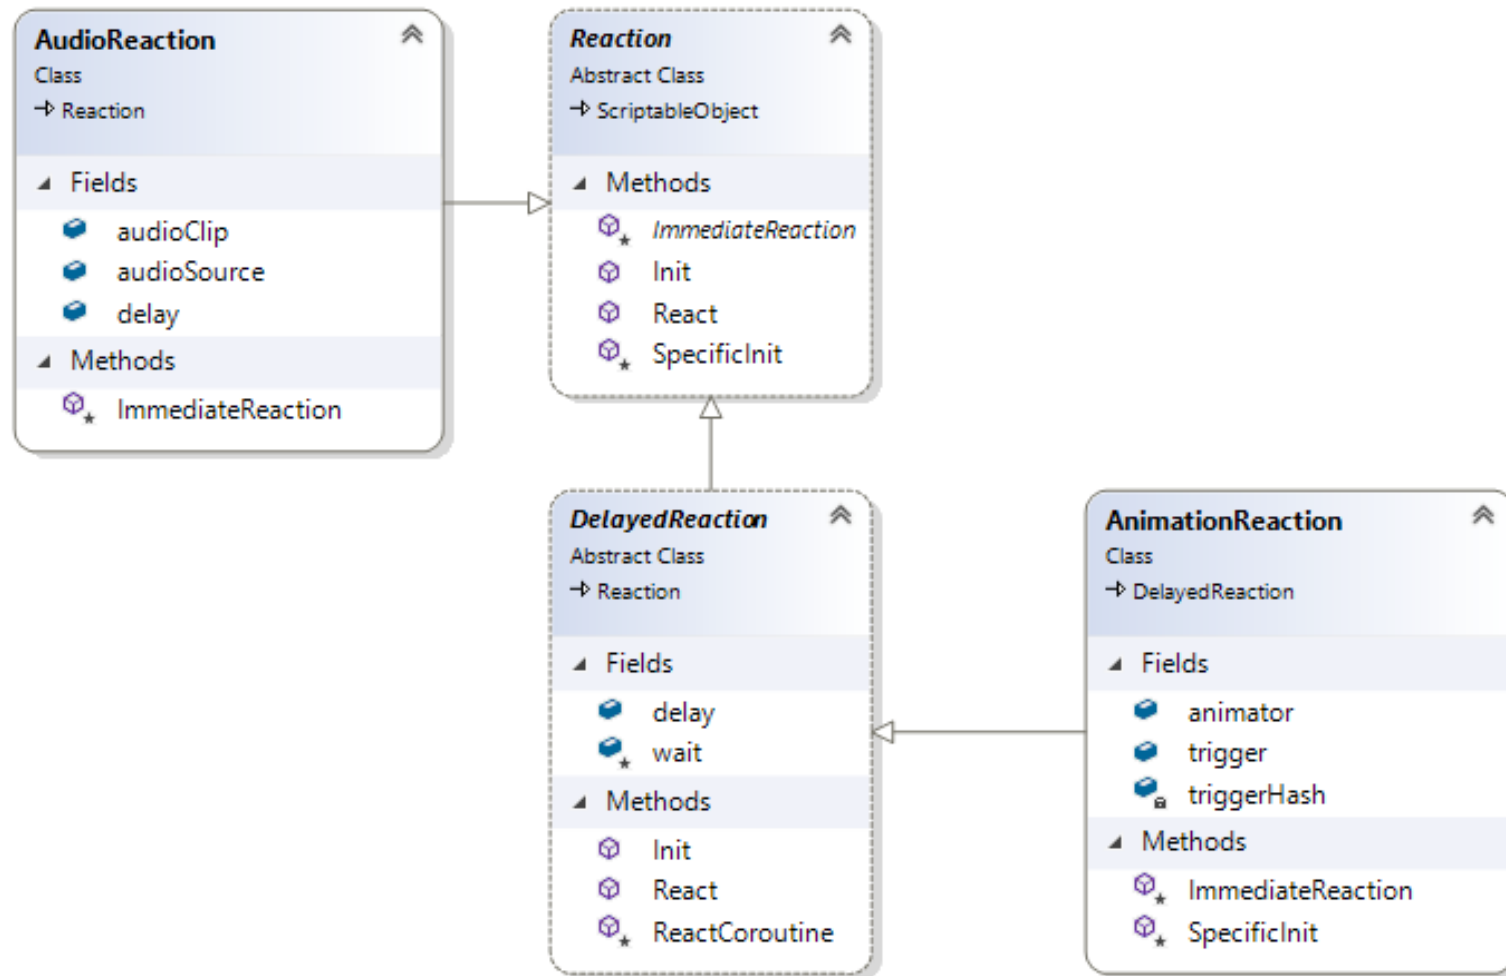 AudioReaction
Class
Reaction
Fields
audioClip
audioSource
delay
Methods
ImmediateReaction
Reaction
Abstract Class
ScriptableObject
Methods
ImmediateReaction
Init
React
SpecificInit
DelayedReaction
Abstract Class
Reaction
Fields
delay
wait
Methods
Init
React
ReactCoroutine
AnimationReaction
Class
DelayedReaction
Fields
animator
trigger
triggerHash
Methods
ImmediateReaction
SpecificInit